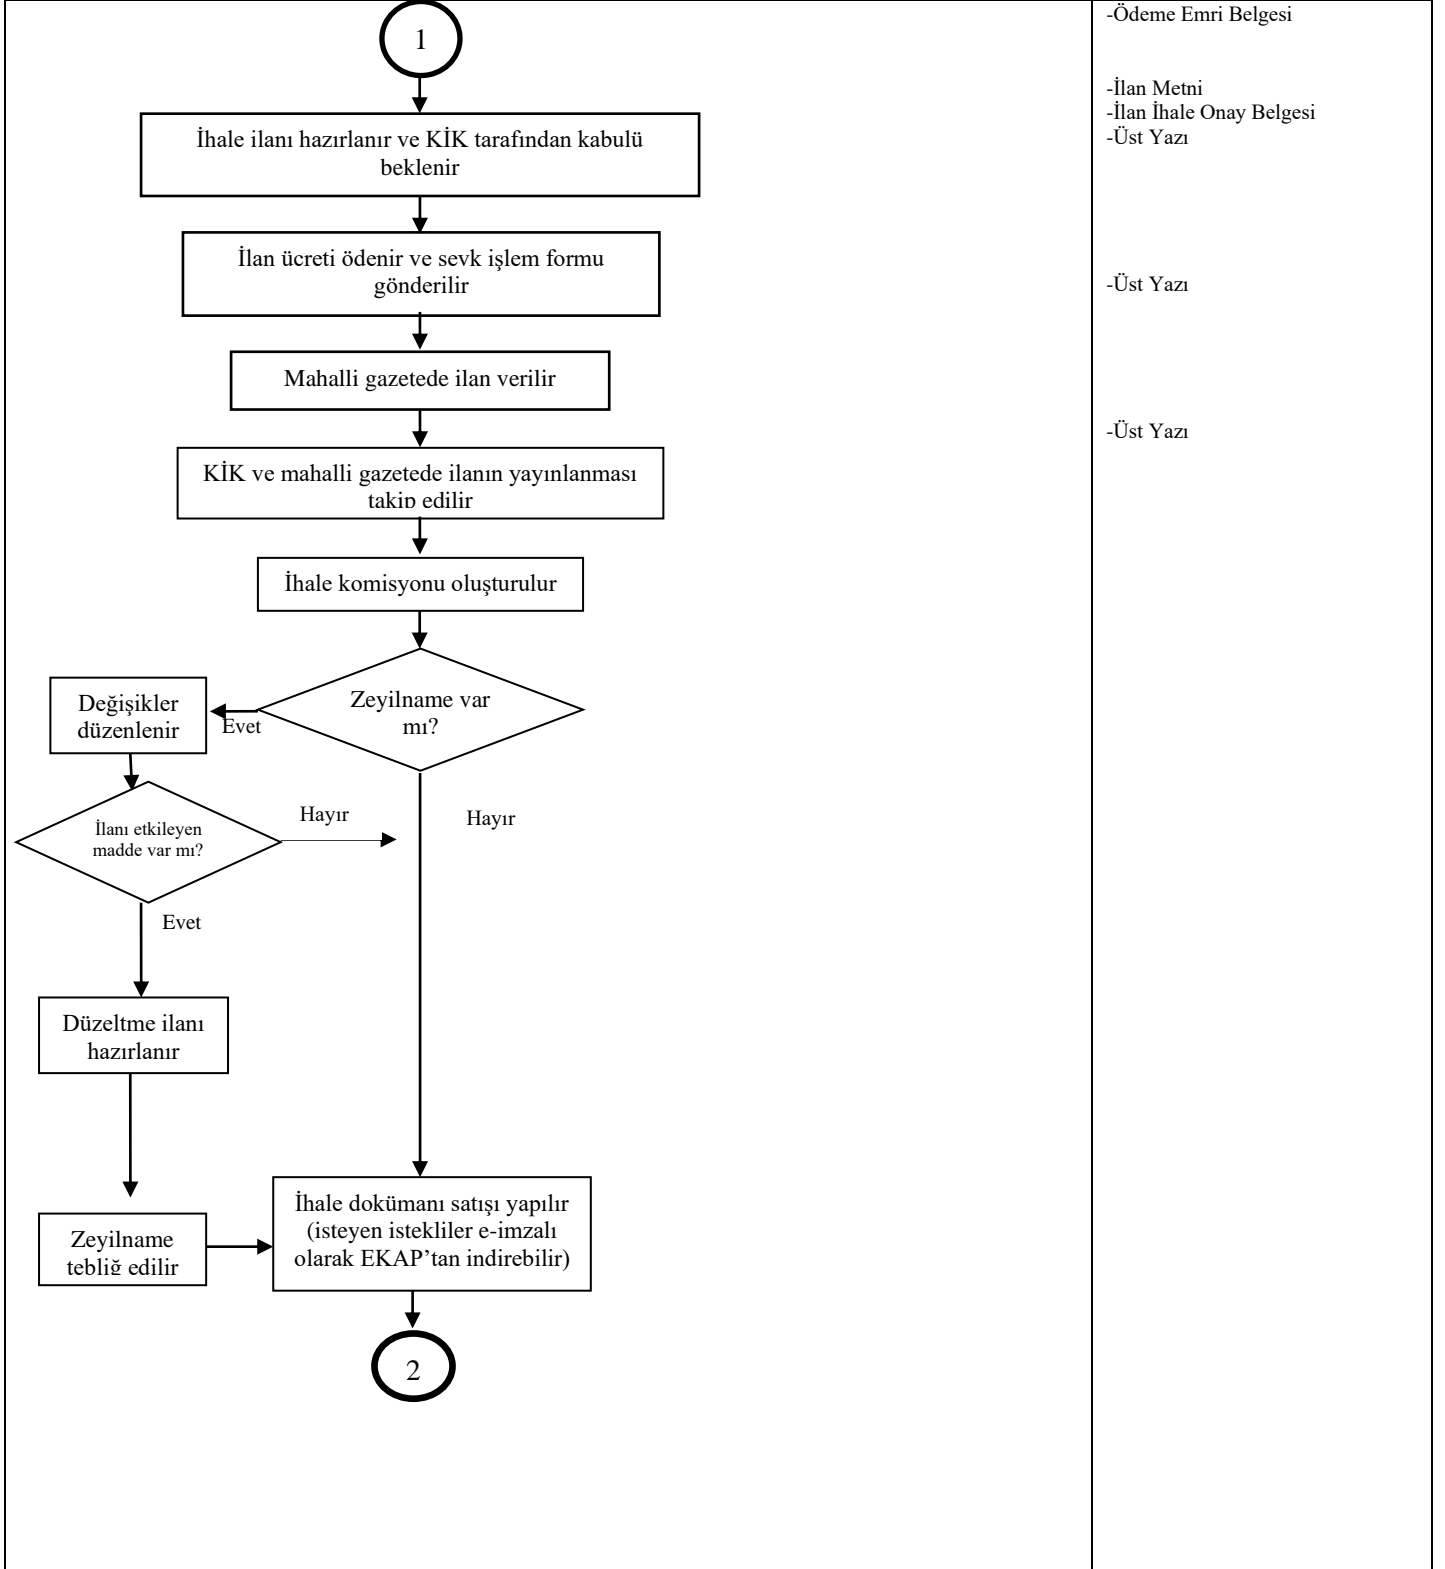 1
İhale ilanı hazırlanır ve KİK tarafından kabulü
beklenir
İlan ücreti ödenir ve sevk işlem formu
gönderilir
Mahalli gazetede ilan verilir
KİK ve mahalli gazetede ilanın yayınlanması
takip edilir
İhale komisyonu oluşturulur
Zeyilname var
mı?
Evet
Değişikler
düzenlenir
Hayır
Hayır
İlanı etkileyen
madde var mı?
Evet
Düzeltme ilanı
hazırlanır
Zeyilname
tebliğ edilir
İhale dokümanı satışı yapılır
(isteyen istekliler e-imzalı
olarak EKAP’tan indirebilir)
2
-Ödeme Emri Belgesi
-İlan Metni
-İlan İhale Onay Belgesi
-Üst Yazı
-Üst Yazı
-Üst Yazı